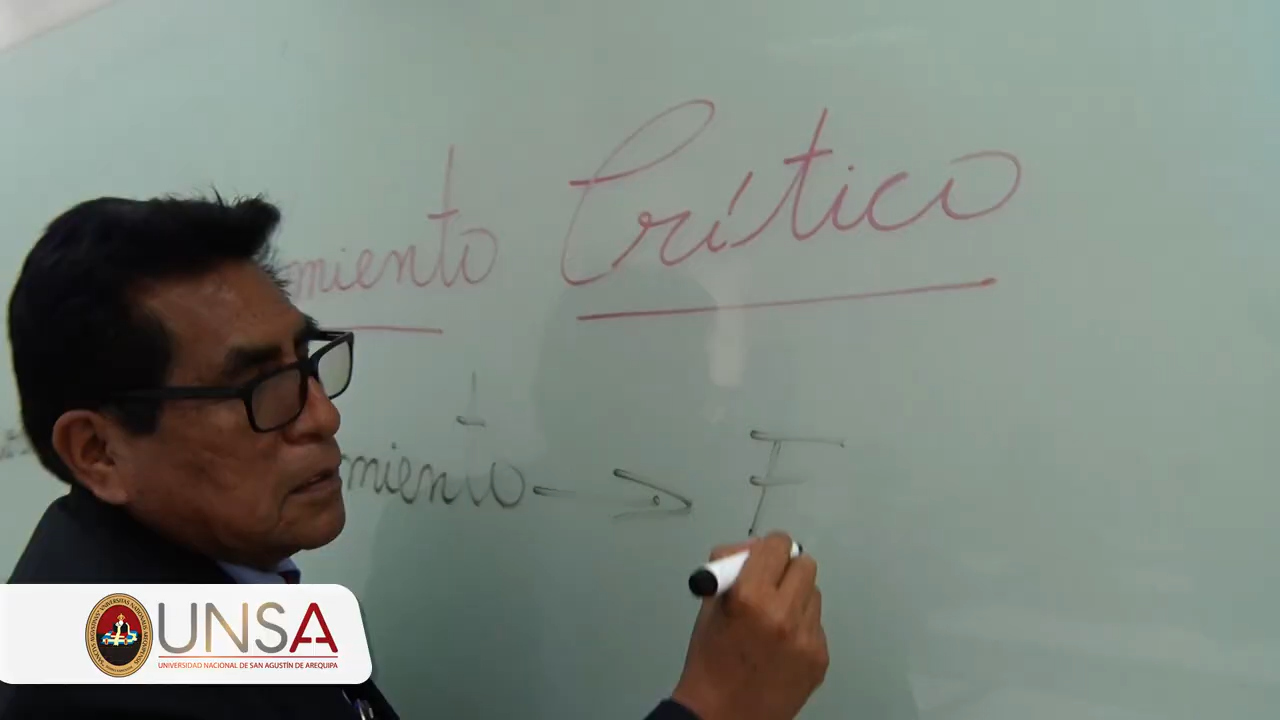 miento Crítico
miento -> F
UNSA
UNIVERSIDAD NACIONAL DE SAN AGUSTÍN DE AREQUIPA